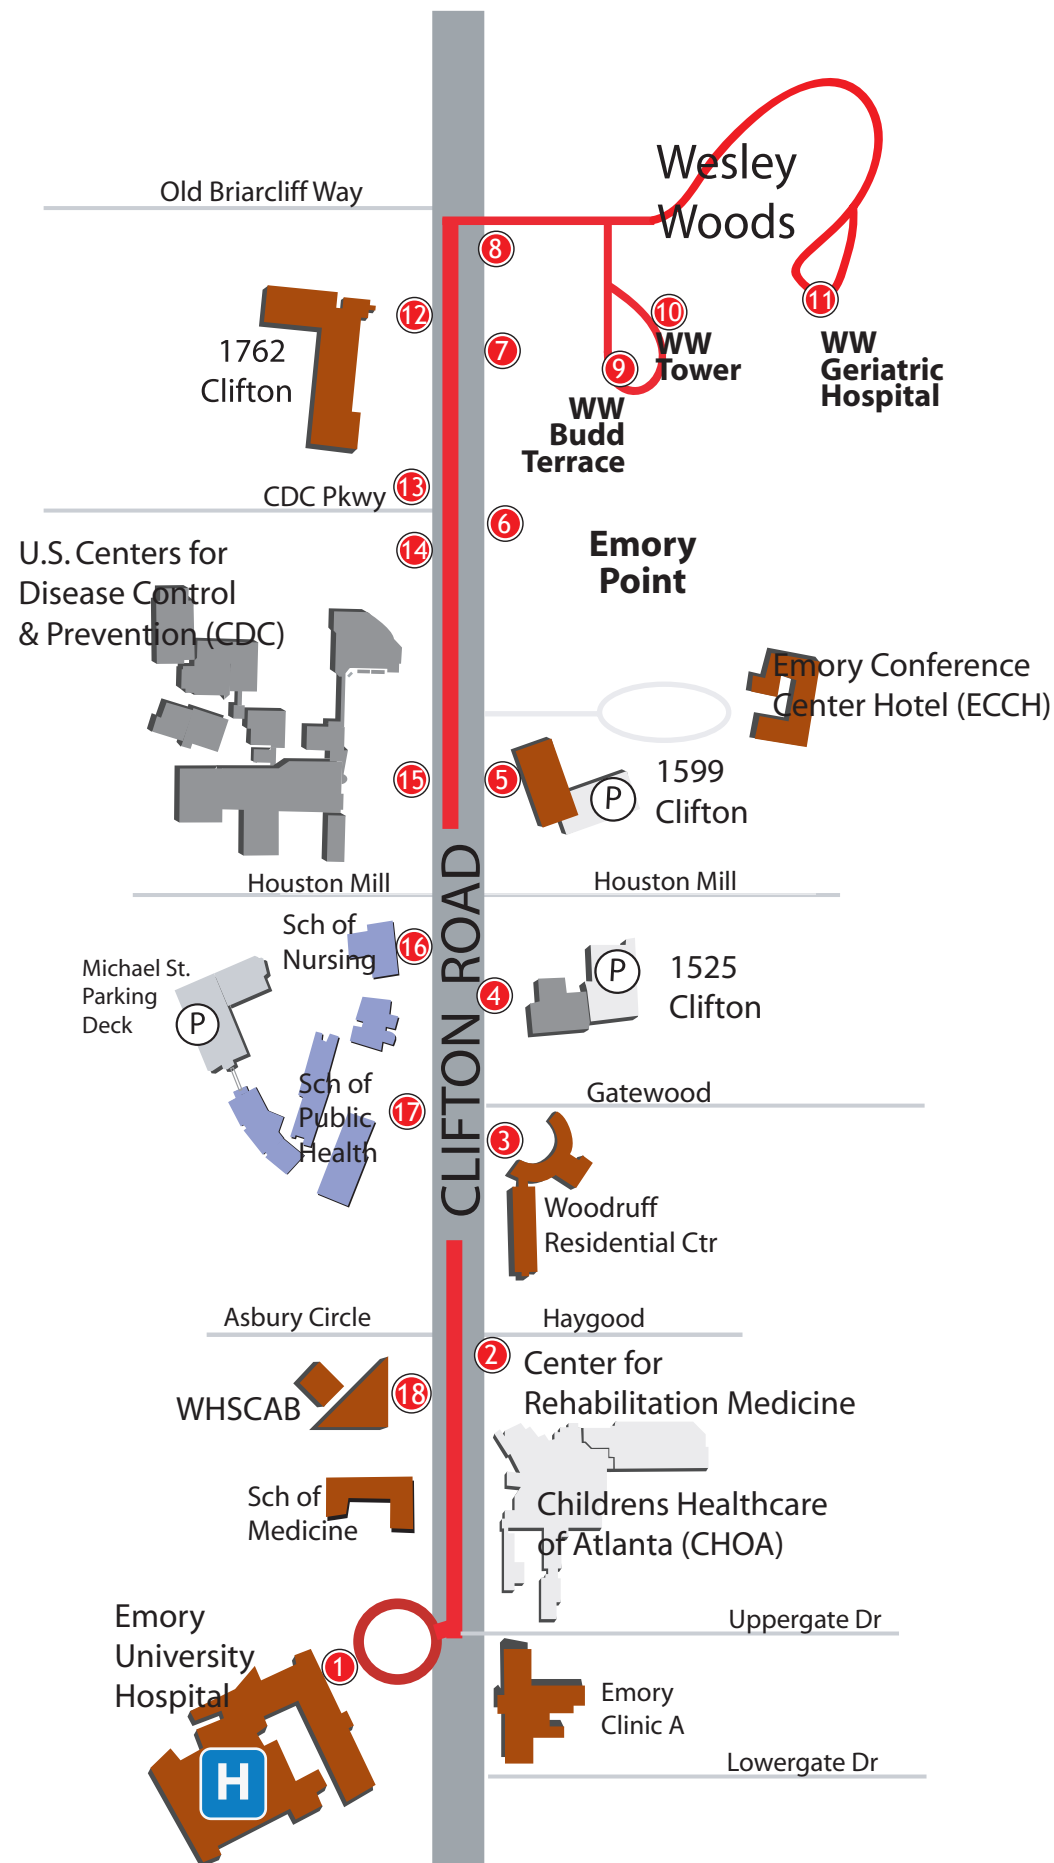 Wesley
Woods
Old Briarcliff Way
8
12
1762
Clifton
7
10
WW
Tower
9
WW
Budd
Terrace
11
WW
Geriatric
Hospital
13
CDC Pkwy
6
14
Emory
Point
U.S. Centers for
Disease Control
& Prevention (CDC)
Emory Conference
Center Hotel (ECCH)
15
5
1599
Clifton
P
CLIFTON ROAD
Houston Mill
Houston Mill
Sch of
Nursing
16
Michael St.
Parking
Deck
P
4
P
1525
Clifton
Sch of
Public
Health
17
Gatewood
3
Woodruff
Residential Ctr
Asbury Circle
Haygood
2
Center for
Rehabilitation Medicine
WHSCAB
18
Sch of
Medicine
Childrens Healthcare
of Atlanta (CHOA)
Emory
University
Hospital
1
H
Uppergate Dr
Emory
Clinic A
Lowergate Dr